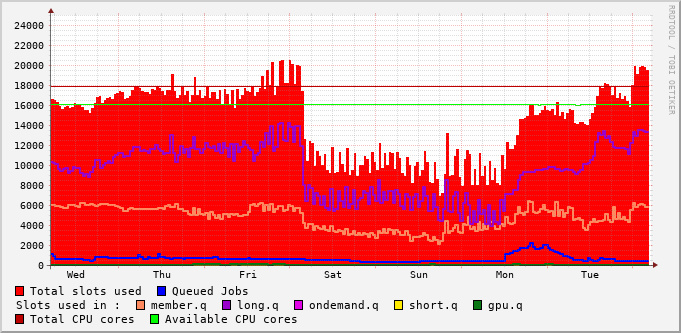 RRDTOOL / TOBI OETIKER
24000
22000
20000
18000
16000
14000
12000
10000
8000
6000
4000
2000
0
Wed Thu Fri Sat Sun Mon Tue
Total slots used Queued Jobs
Slots used in : member.q long.q ondemand.q short.q gpu.q
Total CPU cores Available CPU cores